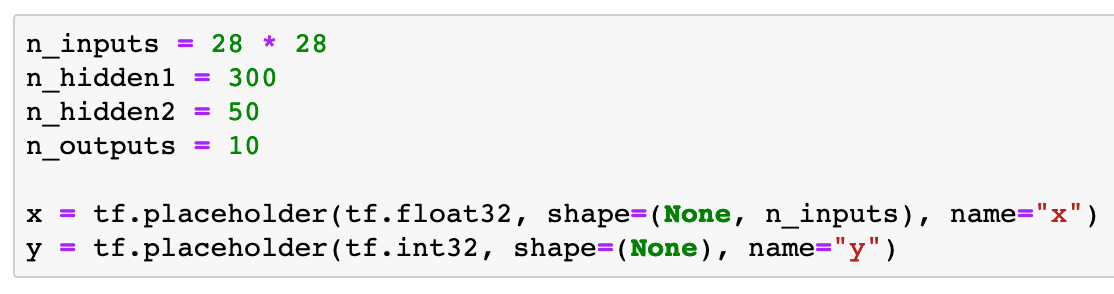 n_inputs = 28 * 28
n_hidden1 = 300
n_hidden2 = 50
n_outputs = 10
x = tf.placeholder(tf.float32, shape=(None, n_inputs), name="x")
y = tf.placeholder(tf.int32, shape=(None), name="y")